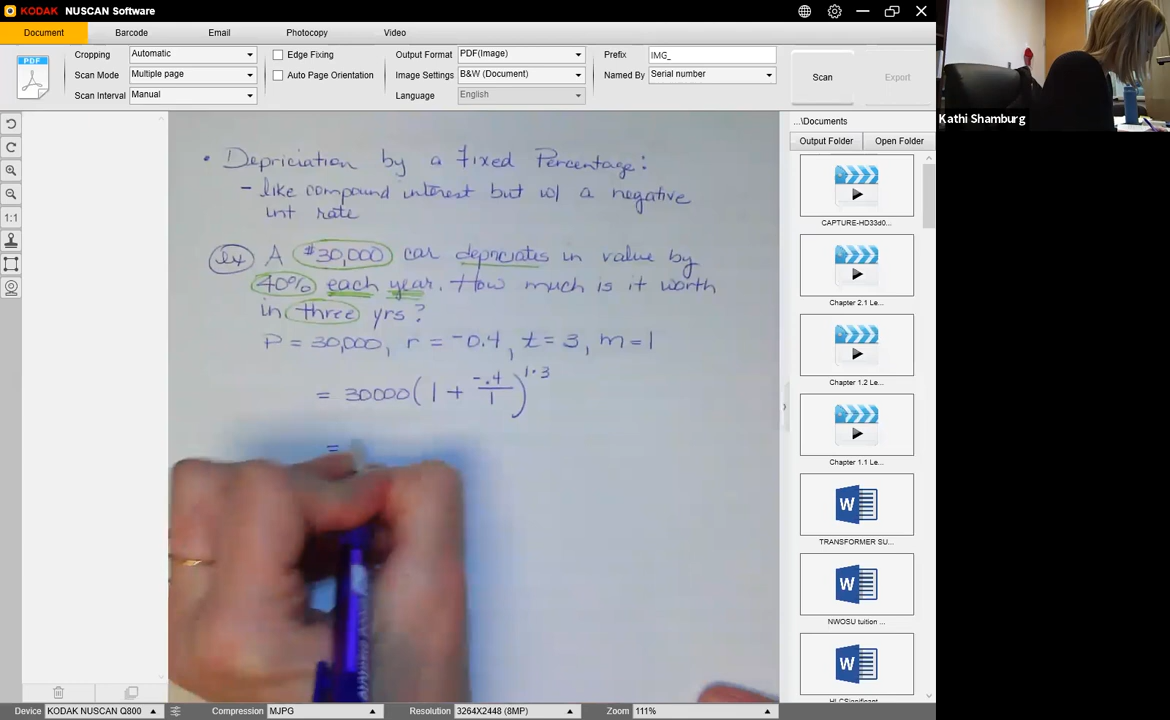 KODAK NUSCAN Software
Document
Barcode
Email
Photocopy
Video
PDF
Cropping
Automatic
Edge Fixing
Output Format
PDF(Image)
Prefix
IMG_
Scan Mode
Multiple page
Auto Page Orientation
Image Settings
B&W (Document)
Named By
Serial number
Scan
Export
Scan Interval
Manual
Language
English
Kathi Shamburg
...\Documents
Output Folder
Open Folder
1:1
• Depriciation by a Fixed Percentage:
- like compound interest but w/ a negative
int rate
ex A $30,000 car depriciates in value by
40% each year. How much is it worth
in three yrs?
P = 30,000, r = -0.4, t = 3, m = 1
= 30000(1 + -.4/1)^1·3
=
CAPTURE-HD33d0...
Chapter 2.1 Le...
Chapter 1.2 Le...
Chapter 1.1 Le...
TRANSFORMER SU...
NWOSU tuition ...
HLCSignificant
Device
KODAK NUSCAN Q800
Compression
MJPG
Resolution
3264X2448 (8MP)
Zoom
111%